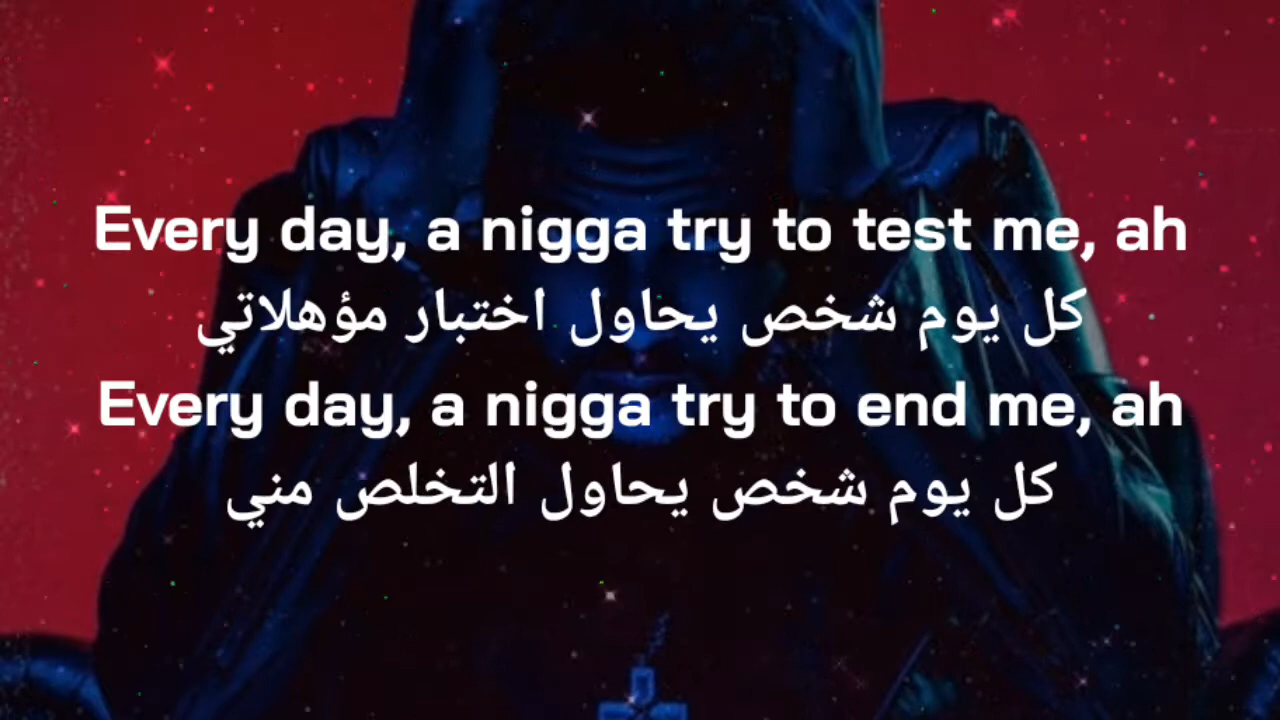 Every day, a nigga try to test me, ah
كل يوم شخص يحاول اختبار مؤهلاتي
Every day, a nigga try to end me, ah
كل يوم شخص يحاول التخلص مني